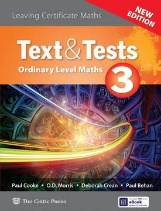 Leaving Certificate Maths
NEW
EDITION
Text & Tests
Ordinary Level Maths 3
Paul Cooke O.D. Morris Deborah Crean Paul Behan
The Celtic Press
eBook